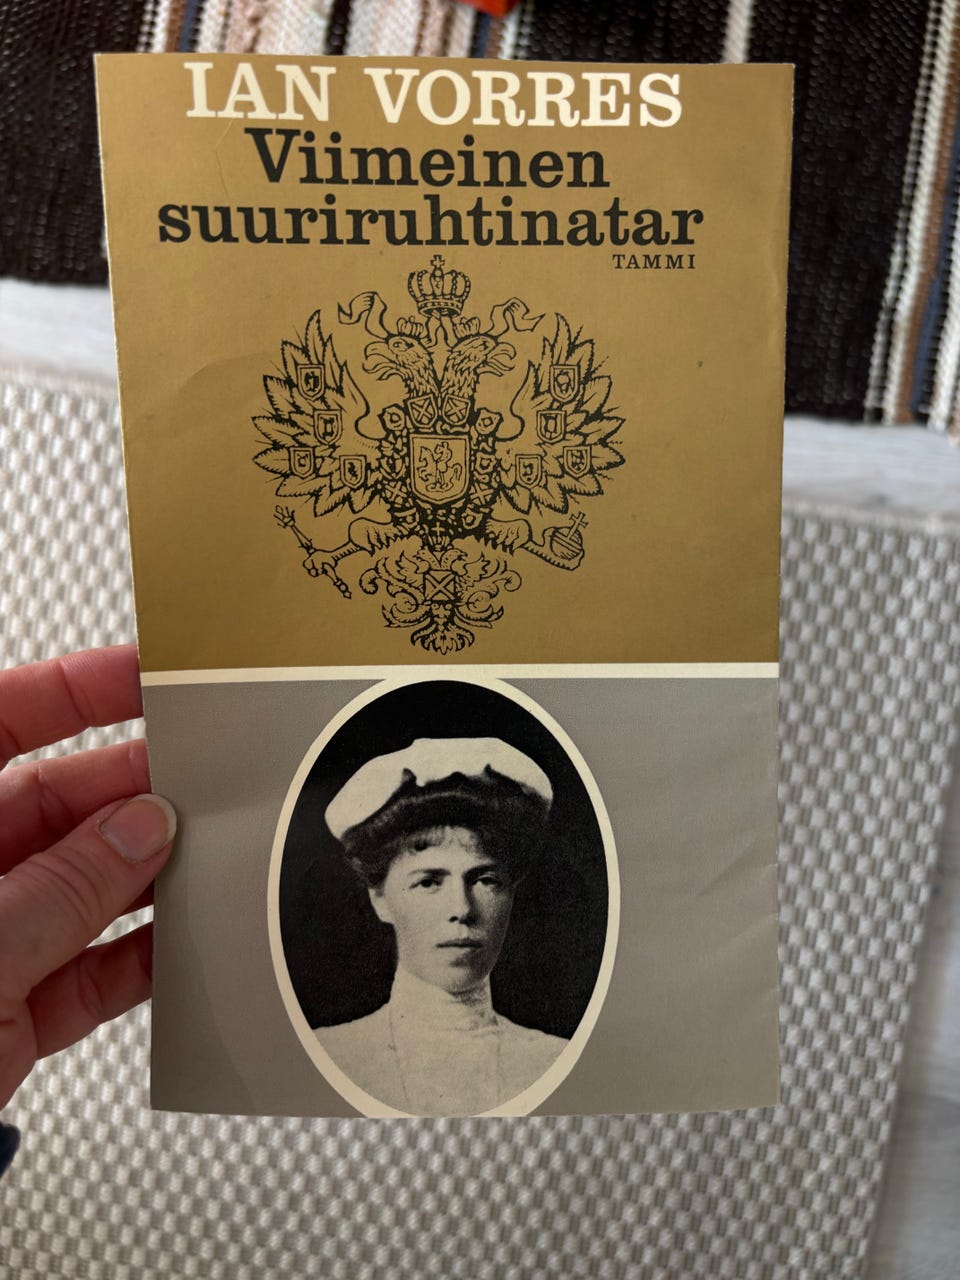 IAN VORRES
Viimeinen
suuriruhtinatar
TAMMI